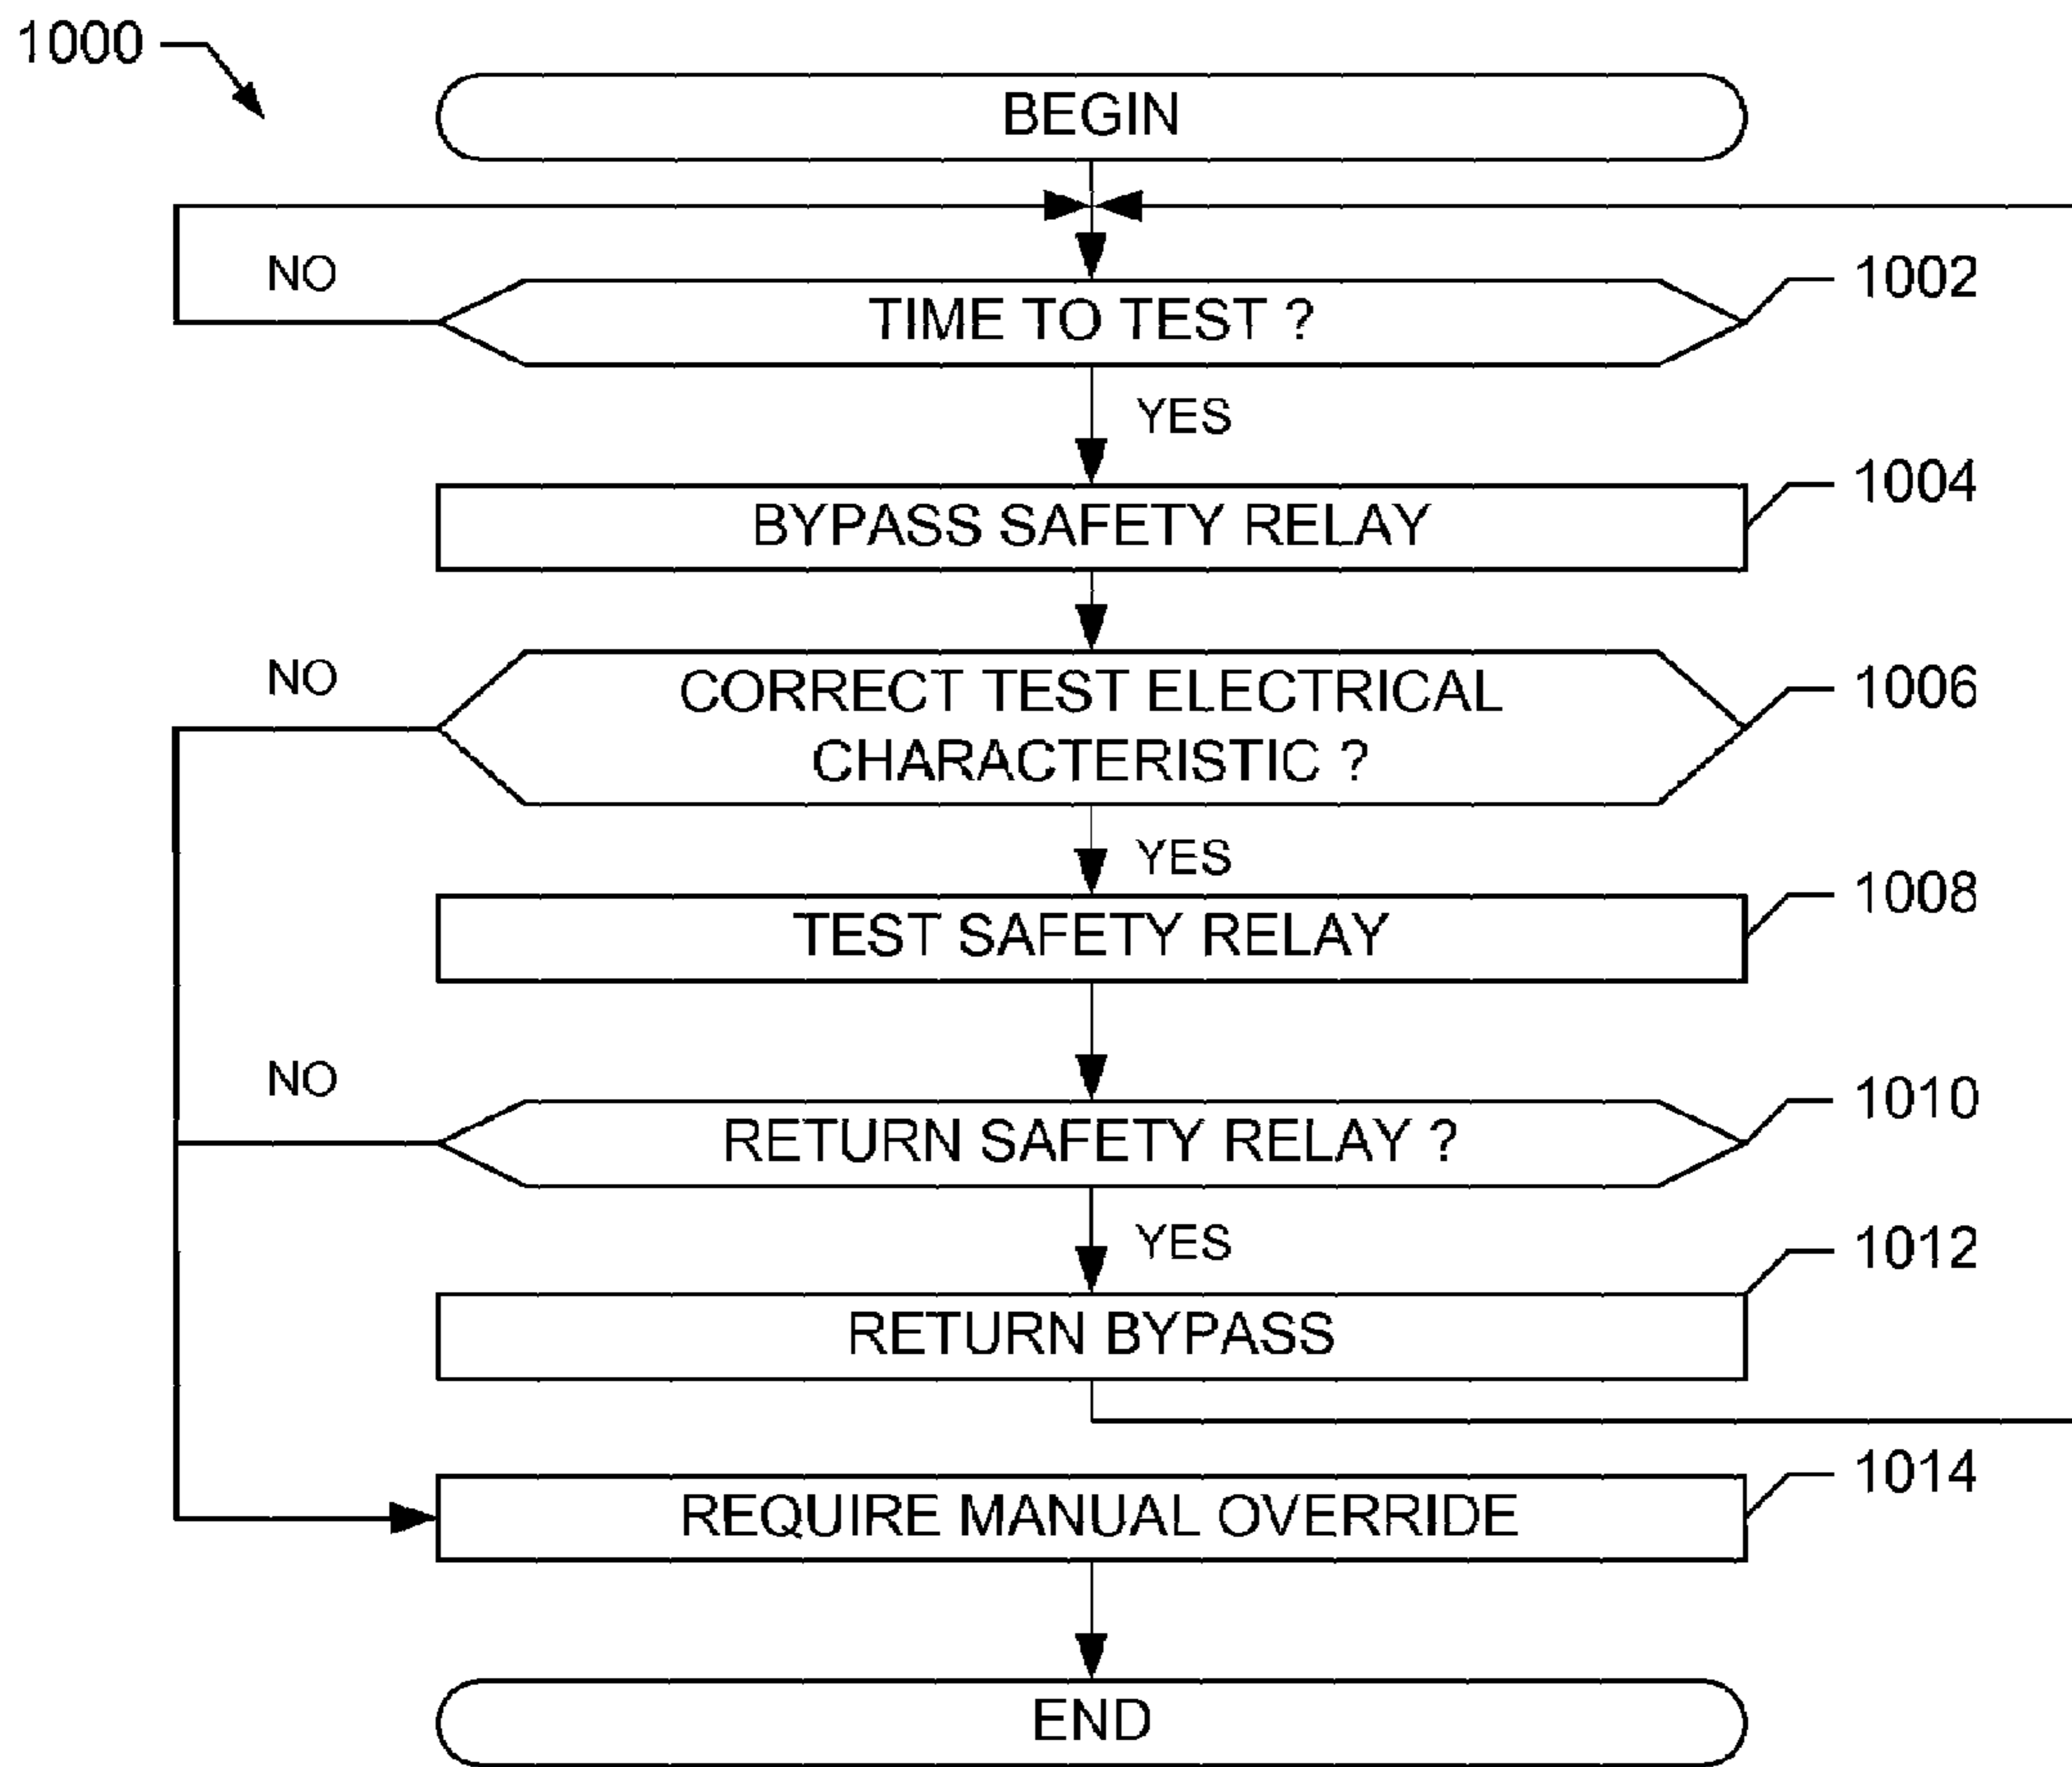 1000
BEGIN
NO
TIME TO TEST ?
1002
YES
BYPASS SAFETY RELAY
1004
NO
CORRECT TEST ELECTRICAL
CHARACTERISTIC ?
1006
YES
TEST SAFETY RELAY
1008
NO
RETURN SAFETY RELAY ?
1010
YES
RETURN BYPASS
1012
REQUIRE MANUAL OVERRIDE
1014
END